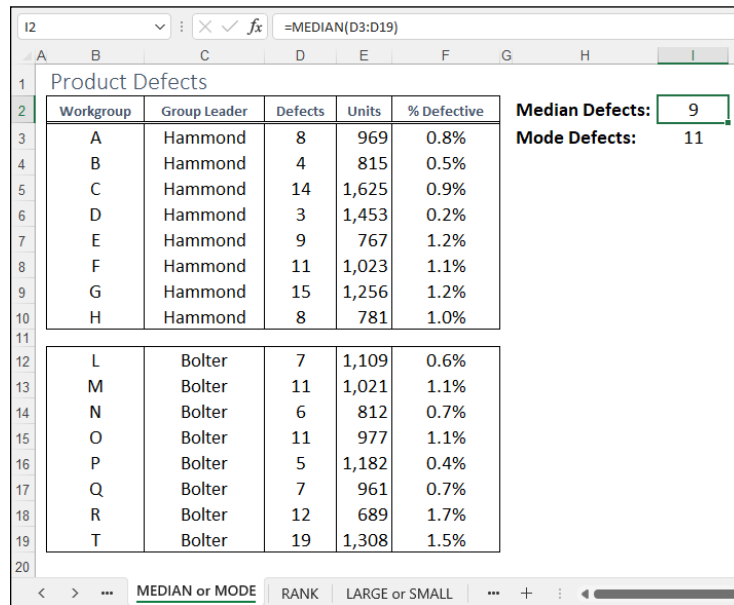 I2 fx =MEDIAN(D3:D19)
A B C D E F G H I
1 Product Defects
2 Workgroup Group Leader Defects Units % Defective Median Defects: 9
3 A Hammond 8 969 0.8% Mode Defects: 11
4 B Hammond 4 815 0.5%
5 C Hammond 14 1,625 0.9%
6 D Hammond 3 1,453 0.2%
7 E Hammond 9 767 1.2%
8 F Hammond 11 1,023 1.1%
9 G Hammond 15 1,256 1.2%
10 H Hammond 8 781 1.0%
11
12 L Bolter 7 1,109 0.6%
13 M Bolter 11 1,021 1.1%
14 N Bolter 6 812 0.7%
15 O Bolter 11 977 1.1%
16 P Bolter 5 1,182 0.4%
17 Q Bolter 7 961 0.7%
18 R Bolter 12 689 1.7%
19 T Bolter 19 1,308 1.5%
20
MEDIAN or MODE RANK LARGE or SMALL